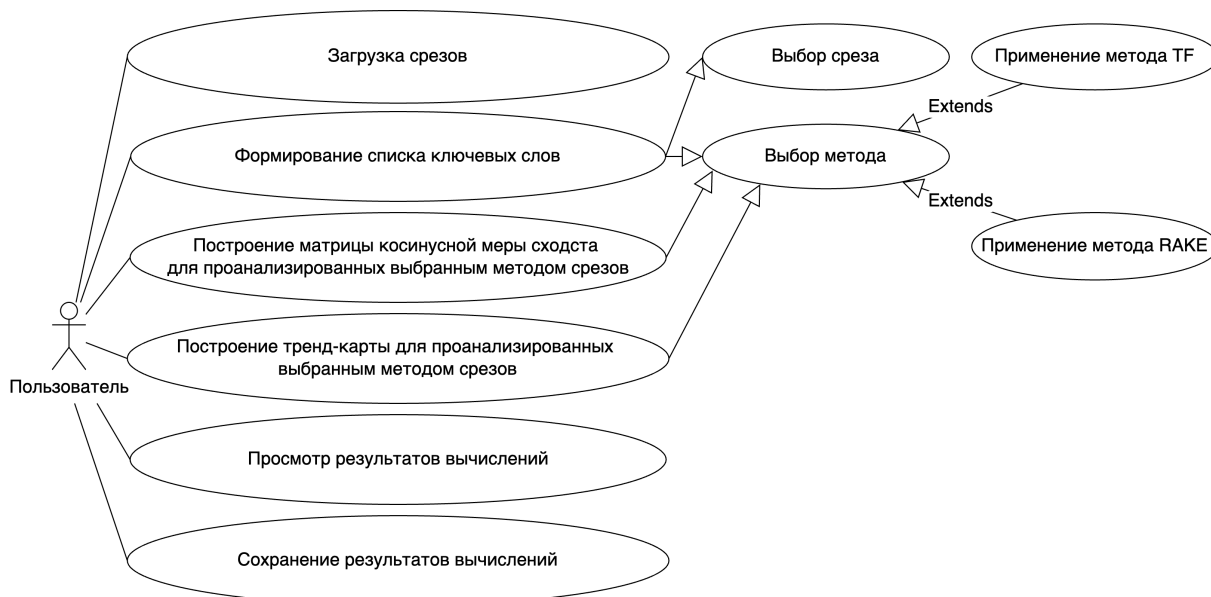 Загрузка срезов
Выбор среза
Применение метода TF
Extends
Формирование списка ключевых слов
Выбор метода
Extends
Построение матрицы косинусной меры сходста
для проанализированных выбранным методом срезов
Применение метода RAKE
Построение тренд-карты для проанализированных
выбранным методом срезов
Пользователь
Просмотр результатов вычислений
Сохранение результатов вычислений